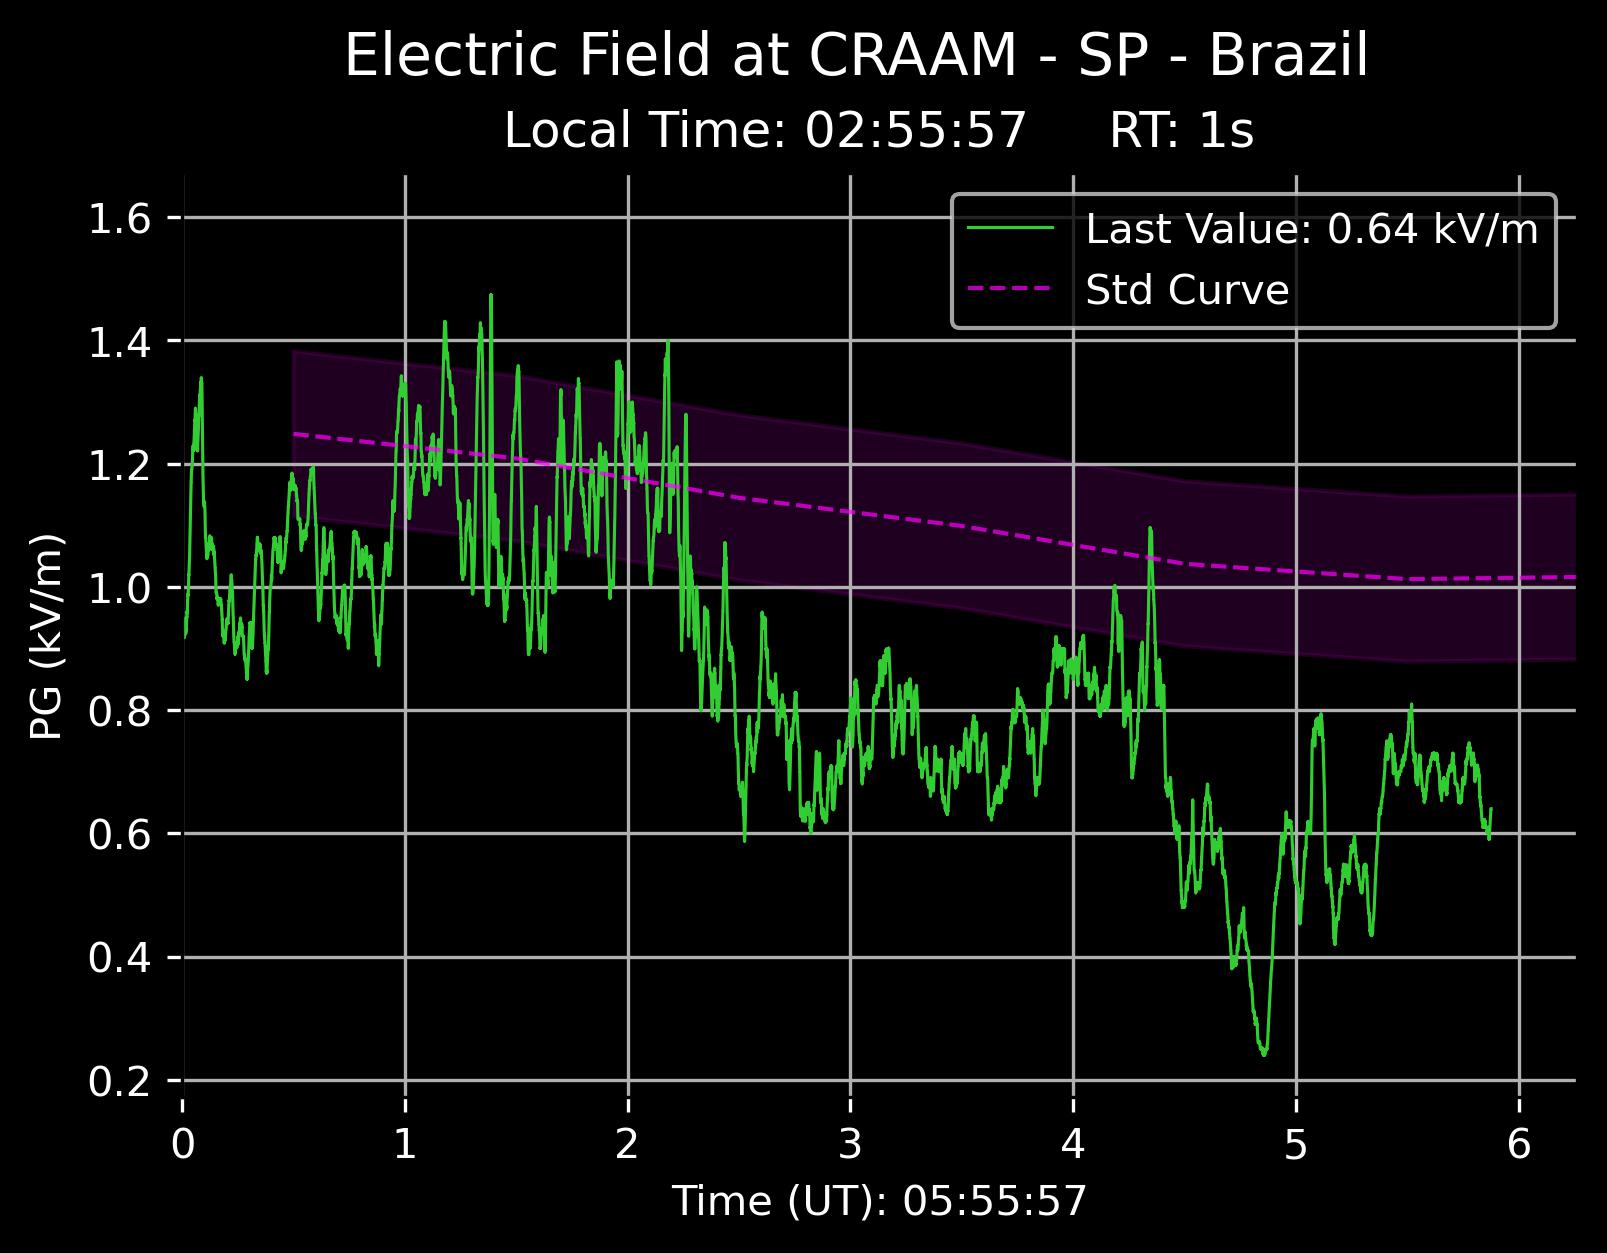 Electric Field at CRAAM - SP - Brazil
Local Time: 02:55:57 RT: 1s
Last Value: 0.64 kV/m
Std Curve
PG (kV/m)
1.6
1.4
1.2
1.0
0.8
0.6
0.4
0.2
0 1 2 3 4 5 6
Time (UT): 05:55:57